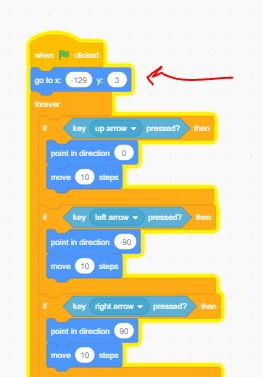 when clicked
go to x: -129 y: 3
forever
if key up arrow pressed? then
point in direction 0
move 10 steps
if key left arrow pressed? then
point in direction -90
move 10 steps
if key right arrow pressed? then
point in direction 90
move 10 steps